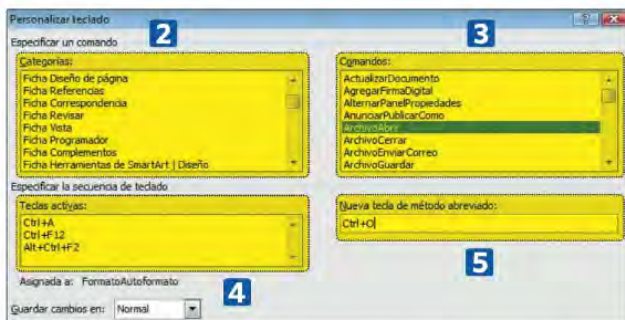 Personalizar teclado
2
3
Especificar un comando
Categorías:
Ficha Diseño de página
Ficha Referencias
Ficha Correspondencia
Ficha Revisar
Ficha Vista
Ficha Programador
Ficha Complementos
Ficha Herramientas de SmartArt | Diseño
Comandos:
ActualizarDocumento
AgregarFirmaDigital
AlternarPanelPropiedades
AnunciarPublicarComo
ArchivoAbrir
ArchivoCerrar
ArchivoEnviarCorreo
ArchivoGuardar
Especificar la secuencia de teclado
Teclas activas:
Ctrl+A
Ctrl+F12
Alt+Ctrl+F2
Nueva tecla de método abreviado:
Ctrl+O
Asignada a: FormatoAutoformato
4
5
Guardar cambios en: Normal